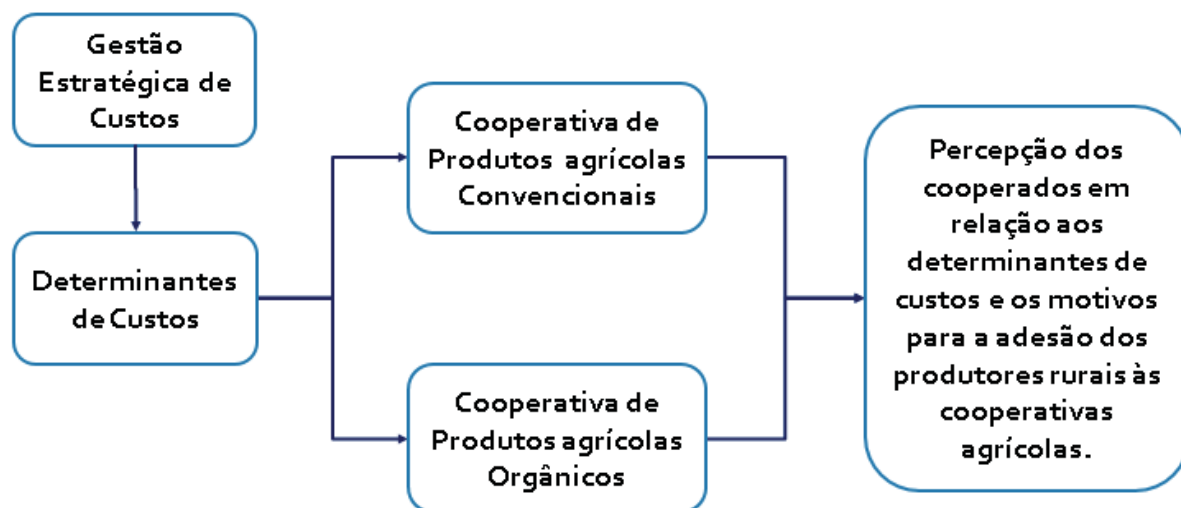 Gestão
Estratégica de
Custos
Determinantes
de Custos
Cooperativa de
Produtos agrícolas
Convencionais
Cooperativa de
Produtos agrícolas
Orgânicos
Percepção dos
cooperados em
relação aos
determinantes de
custos e os motivos
para a adesão dos
produtores rurais às
cooperativas
agrícolas.